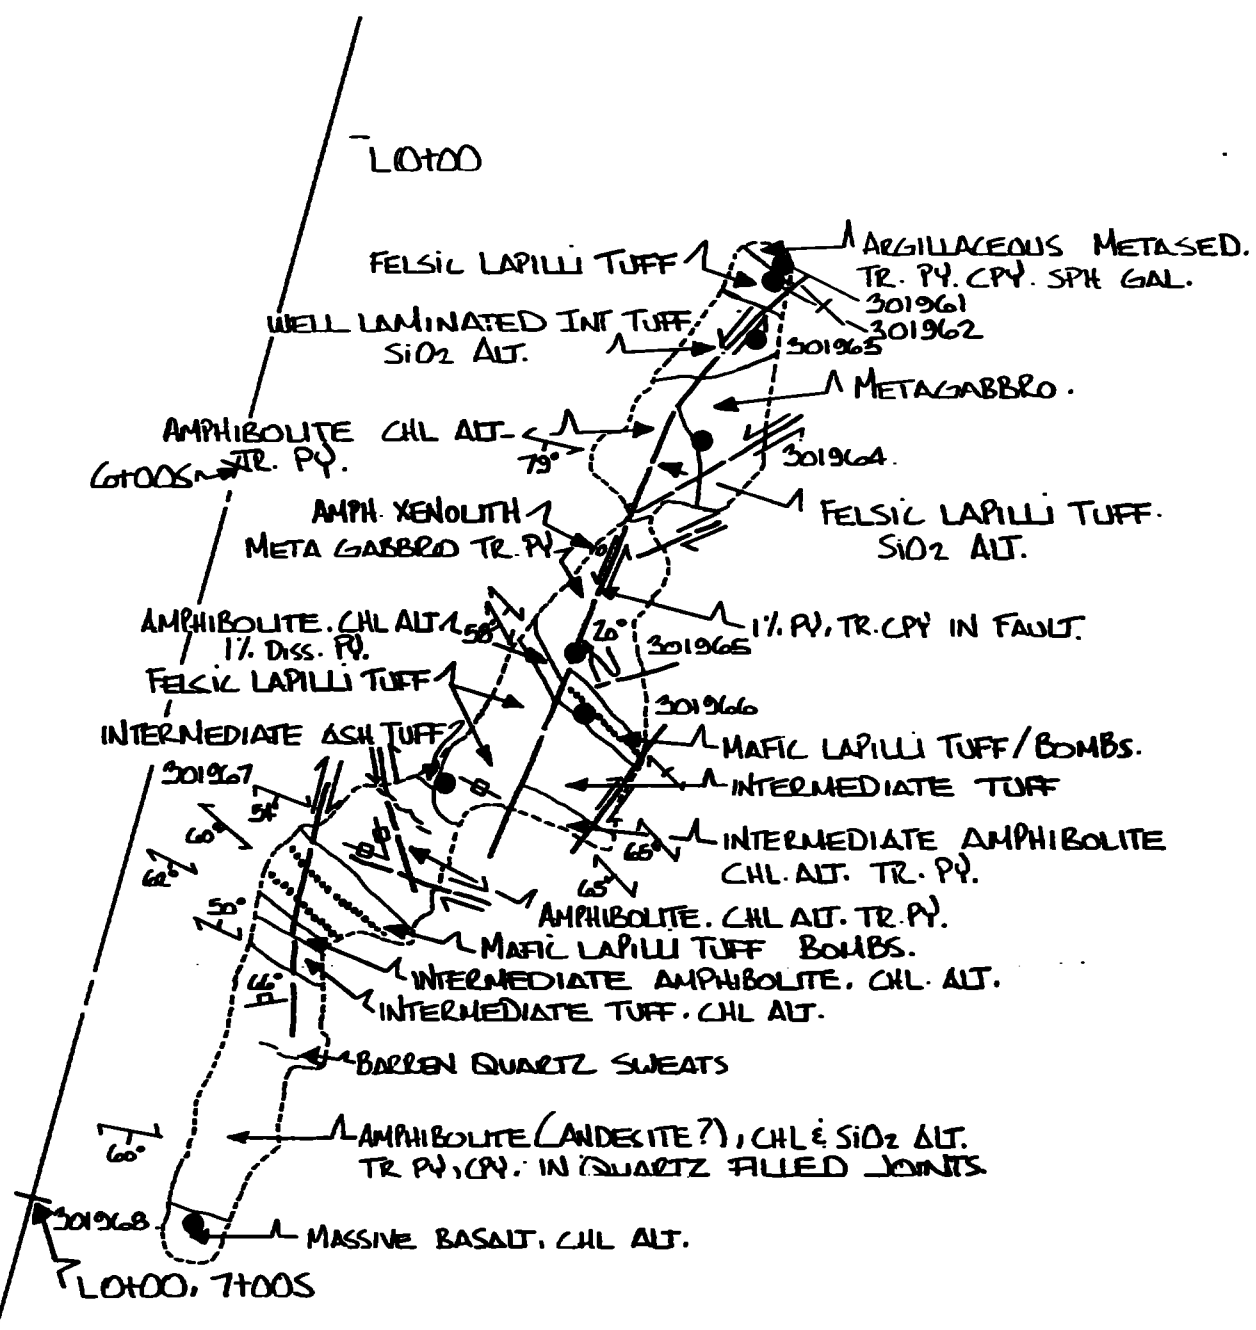 L0+00
ARGILLACEOUS METASED.
TR. PY. CPY. SPH GAL.
FELSIC LAPILLI TUFF
301961
301962
WELL LAMINATED INT TUFF
SiO2 ALT.
301963
METAGABBRO.
AMPHIBOLITE CHL ALT
TR. PY.
79°
301964.
6+00S
FELSIC LAPILLI TUFF.
SiO2 ALT.
AMPH. XENOLITH
META GABBRO TR. PY
AMPHIBOLITE. CHL ALT
1% DISS. PY.
58°
20°
1% PY, TR. CPY IN FAULT.
301965
FELSIC LAPILLI TUFF
301966
INTERMEDIATE ASH TUFF
MAFIC LAPILLI TUFF/BOMBS.
301967
INTERMEDIATE TUFF
54°
60°
62°
65°
65°
INTERMEDIATE AMPHIBOLITE
CHL. ALT. TR. PY.
50°
AMPHIBOLITE. CHL ALT. TR. PY.
MAFIC LAPILLI TUFF BOMBS.
INTERMEDIATE AMPHIBOLITE. CHL. ALT.
66°
INTERMEDIATE TUFF. CHL ALT.
BARREN QUARTZ SWEATS
AMPHIBOLITE (ANDESITE?), CHL & SiO2 ALT.
TR PY, CPY. IN QUARTZ FILLED JOINTS.
60°
301968
MASSIVE BASALT, CHL ALT.
L0+00, 7+00S